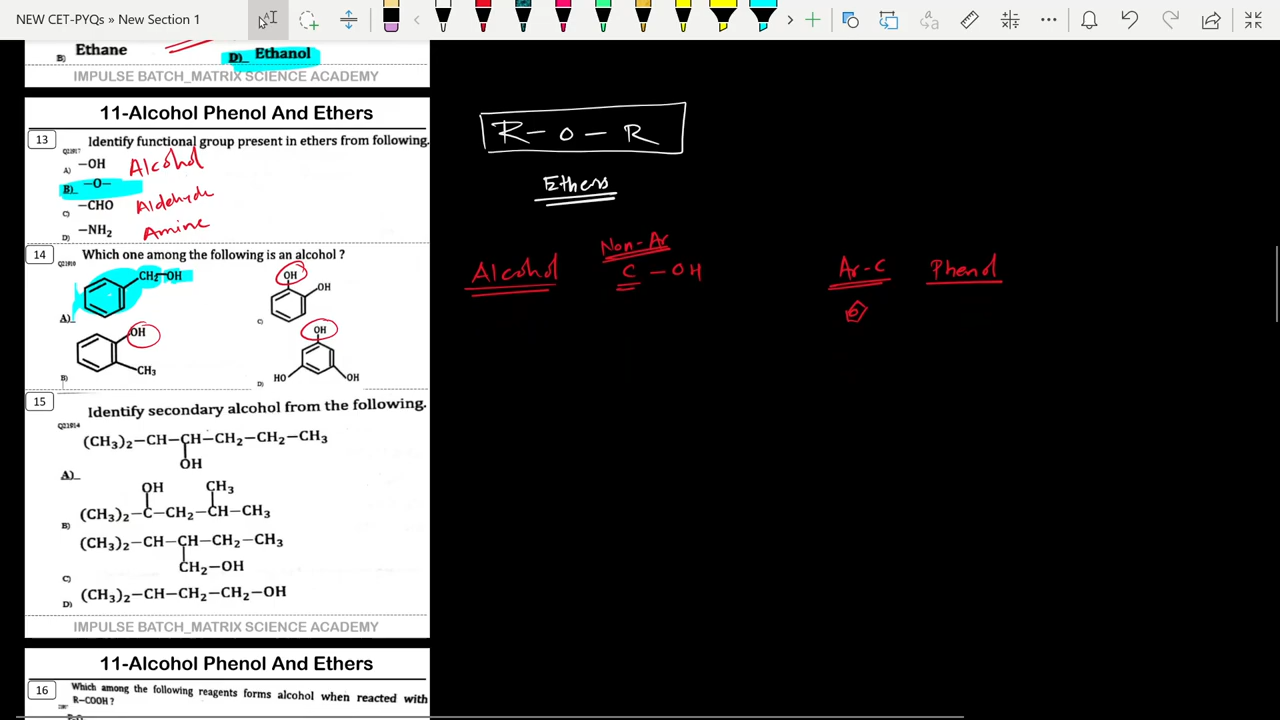 NEW CET-PYQs » New Section 1
B) Ethane
D) Ethanol
IMPULSE BATCH_MATRIX SCIENCE ACADEMY
11-Alcohol Phenol And Ethers
13 Identify functional group present in ethers from following.
A) –OH Alcohol
B) –O–
C) –CHO Aldehyde
D) –NH₂ Amine
14 Which one among the following is an alcohol ?
A) CH₂–OH
C) OH OH
B) OH CH₃
D) OH HO OH
15 Identify secondary alcohol from the following.
A) (CH₃)₂–CH–CH–CH₂–CH₂–CH₃
OH
OH CH₃
B) (CH₃)₂–C–CH₂–CH–CH₃
(CH₃)₂–CH–CH–CH₂–CH₃
C) CH₂–OH
D) (CH₃)₂–CH–CH₂–CH₂–OH
IMPULSE BATCH_MATRIX SCIENCE ACADEMY
11-Alcohol Phenol And Ethers
16 Which among the following reagents forms alcohol when reacted with
R–COOH?
R–O–R
Ethers
Non-Ar
Alcohol C–OH Ar-C Phenol